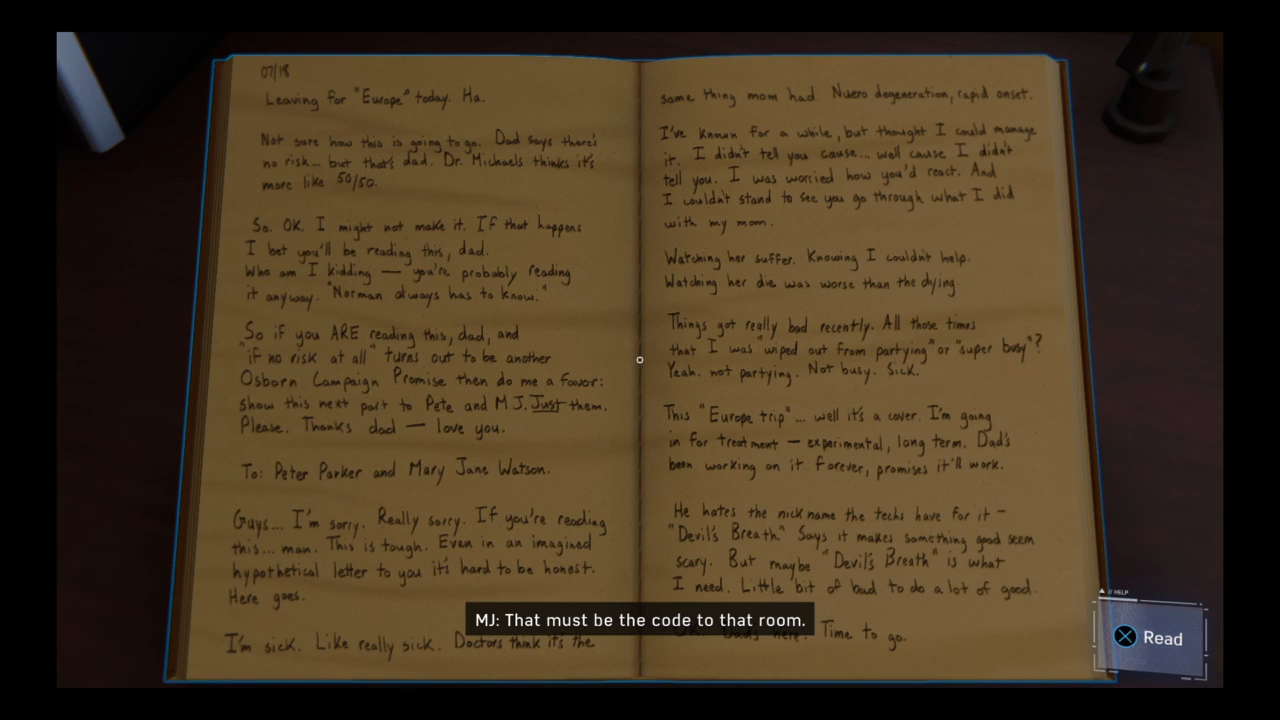 07/18
Leaving for "Europe" today. Ha.
Not sure how this is going to go. Dad says there's
no risk... but that's dad. Dr. Michaels thinks it's
more like 50/50.
So. OK. I might not make it. If that happens
I bet you'll be reading this, dad.
Who am I kidding — you're probably reading
it anyway. "Norman always has to know."
So if you ARE reading this, dad, and
"if no risk at all" turns out to be another
Osborn Campaign Promise then do me a favor:
show this next part to Pete and MJ. Just them.
Please. Thanks dad — love you.
To: Peter Parker and Mary Jane Watson.
Guys... I'm sorry. Really sorry. If you're reading
this... man. This is tough. Even in an imagined
hypathetical letter to you it's hard to be honest.
Here goes.
I'm sick. Like really sick. Doctors think it's the
same thing mom had. Nuero degeneration, rapid onset.
I've known for a while, but thought I could manage
it. I didn't tell you cause... well cause I didn't
tell you. I was worried how you'd react. And
I couldn't stand to see you go through what I did
with my mom.
Watching her suffer. Knowing I couldn't help.
Watching her die was worse than the dying.
Things got really bad recently. All those times
that I was "wiped out from partying" or "super busy"?
Yeah. not partying. Not busy. Sick.
This "Europe trip"... well it's a cover. I'm going
in for treatment — experimental, long term. Dad's
been working on it forever, promises it'll work.
He hates the nickname the techs have for it –
"Devil's Breath." Says it makes something good seem
scary. But maybe "Devil's Breath" is what
I need. Little bit of bad to do a lot of good.
Dad's here. Time to go.
MJ: That must be the code to that room.
// HELP
Read